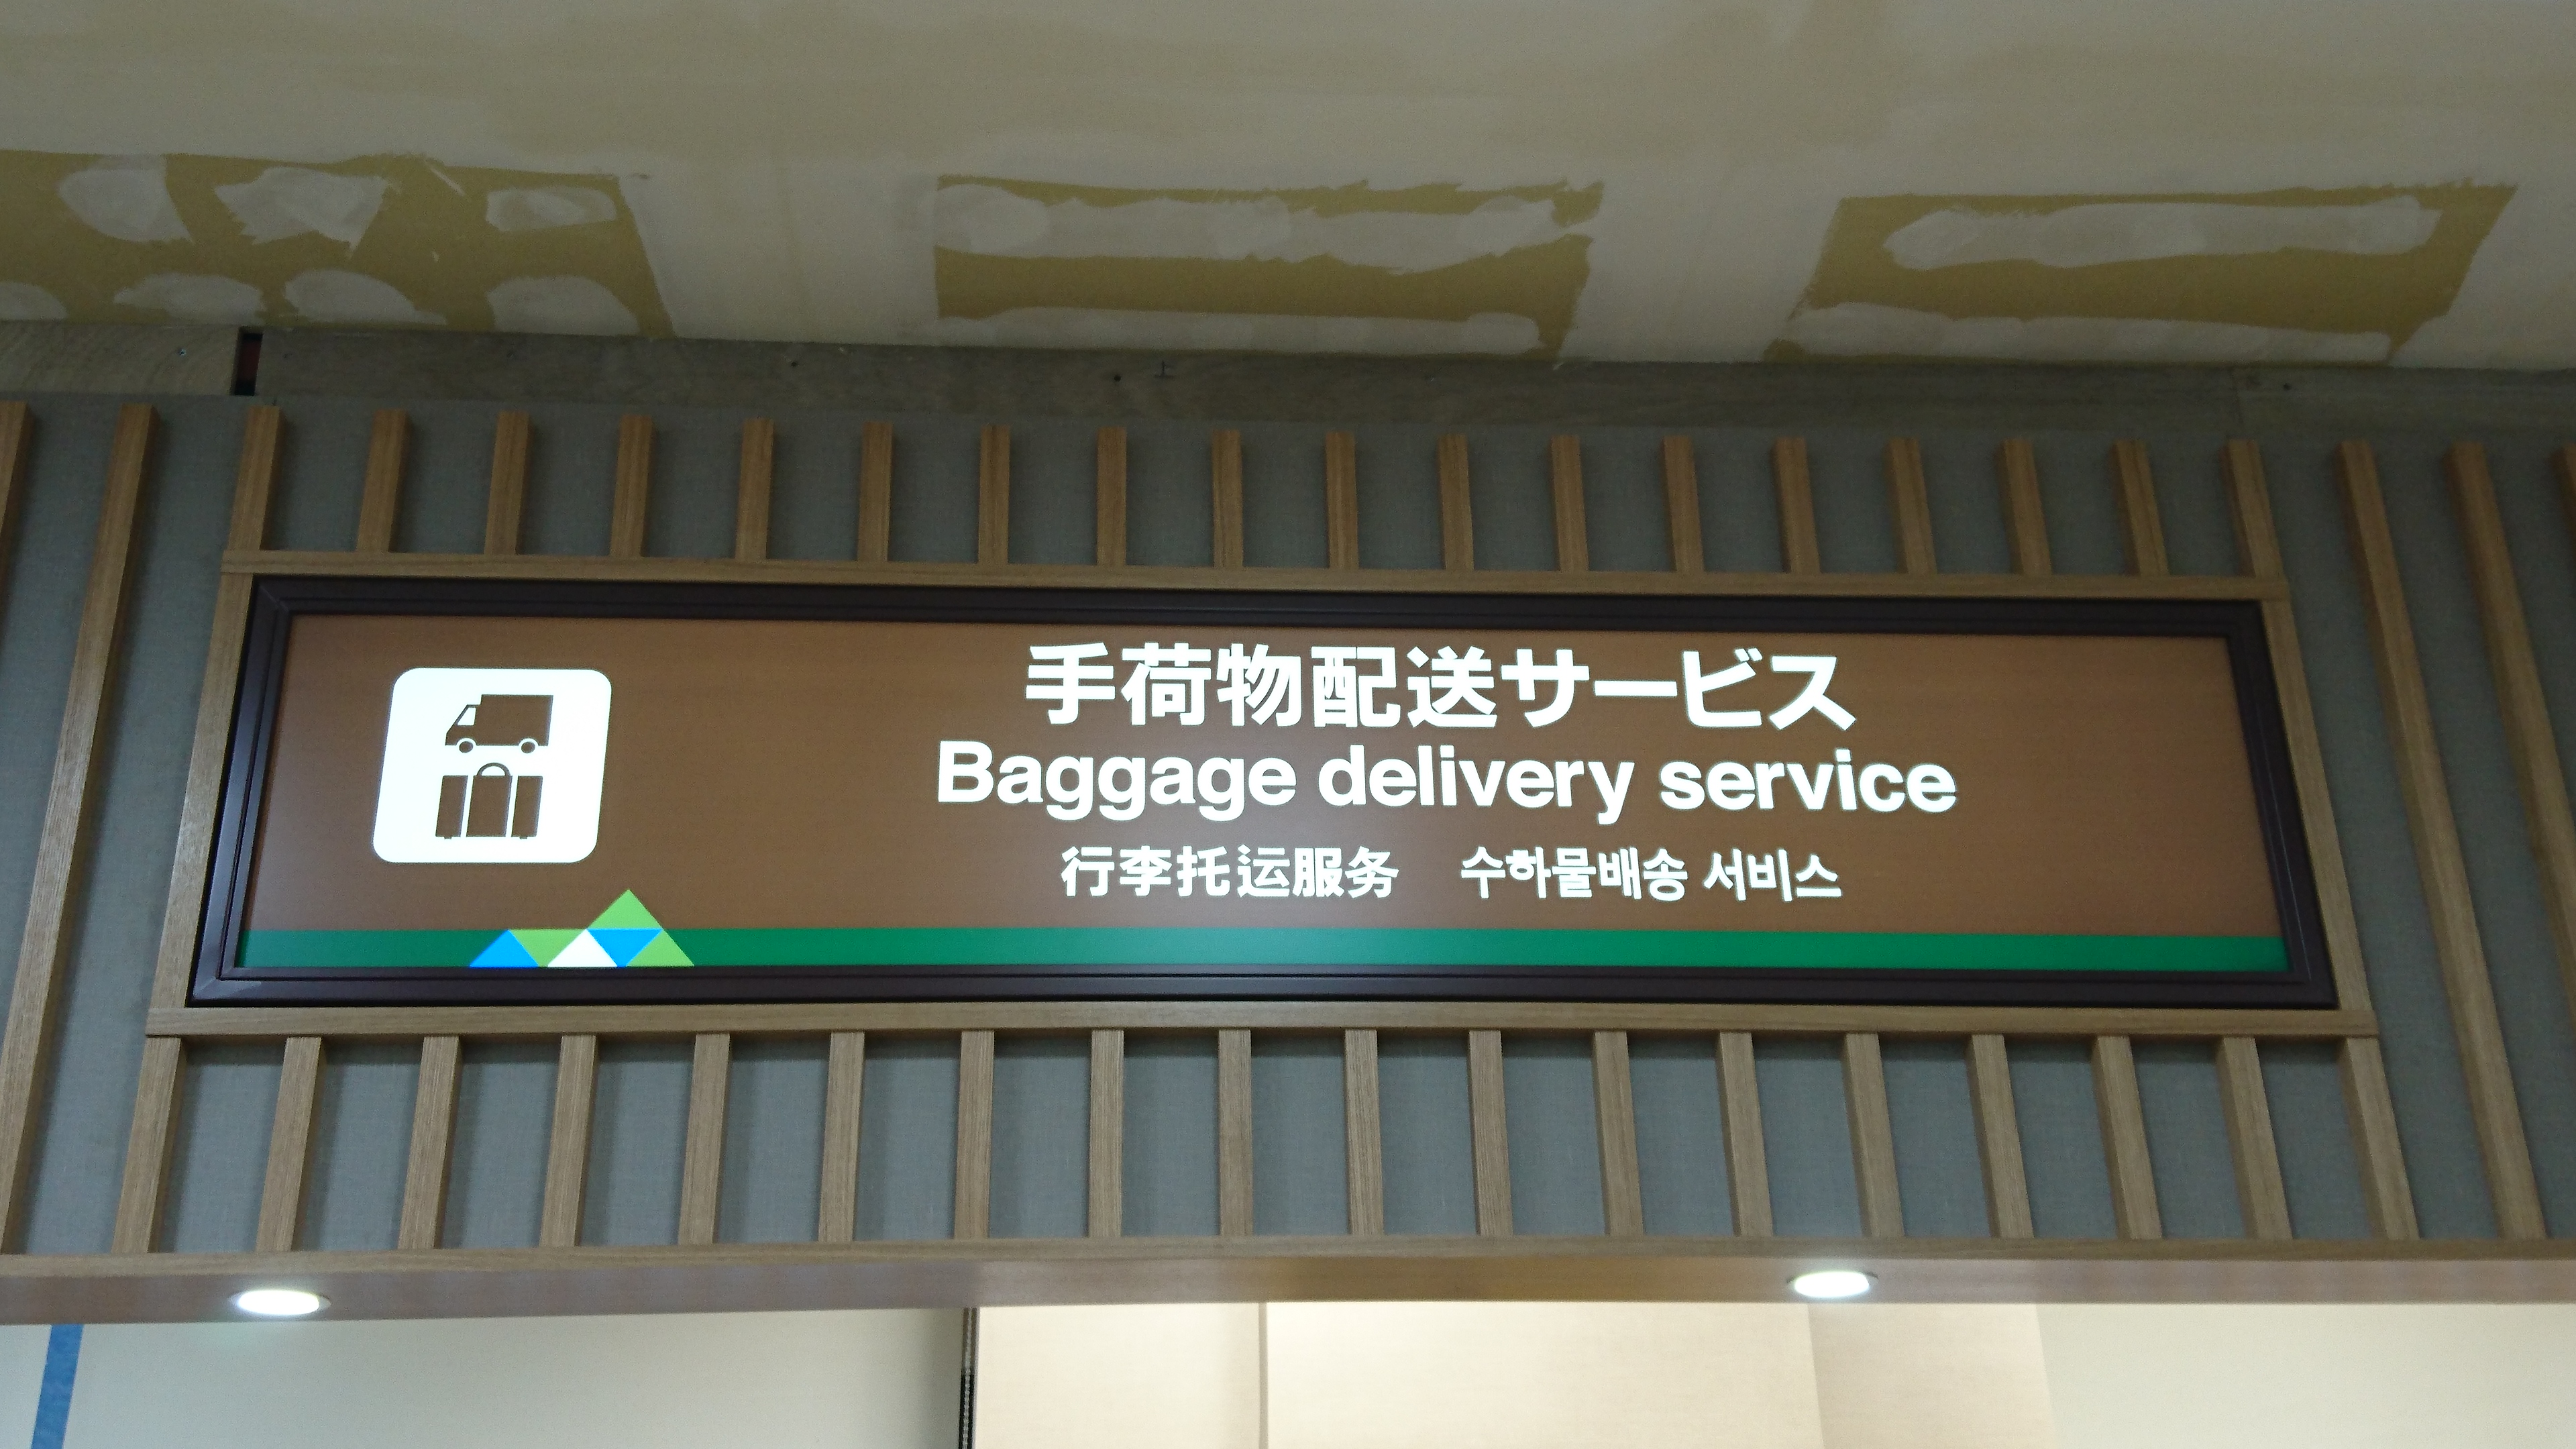 手荷物配送サービス
Baggage delivery service
行李托运服务 수하물배송 서비스